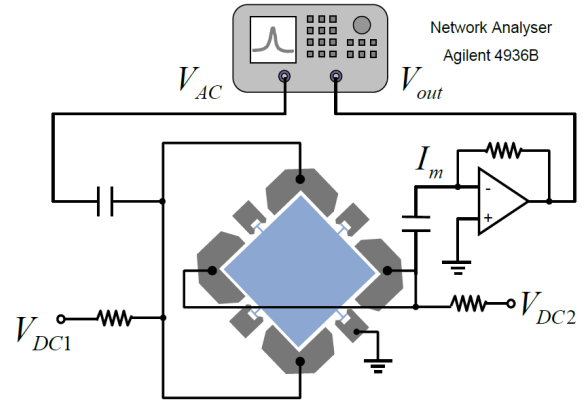 Network Analyser
Agilent 4936B
V_AC
V_out
I_m
-
+
V_DC1
V_DC2